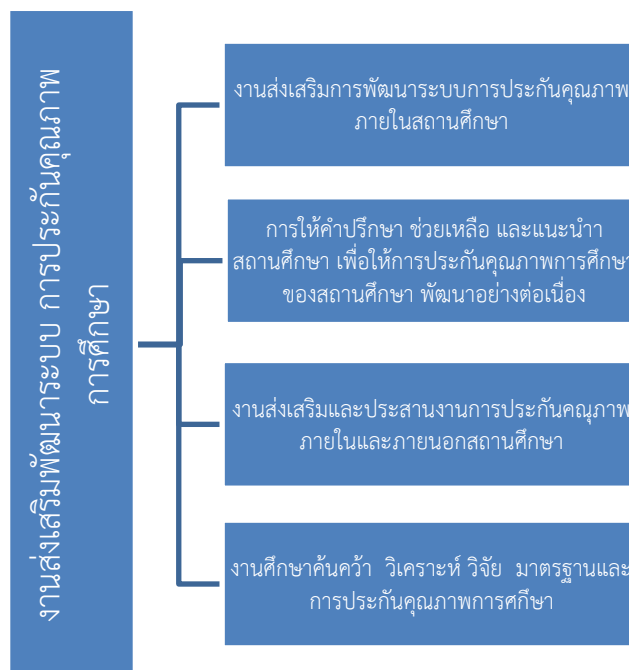 งานส่งเสริมพัฒนาระบบ การประกันคุณภาพ
การศึกษา
งานส่งเสริมการพัฒนาระบบการประกันคุณภาพ
ภายในสถานศึกษา
การให้คำปรึกษา ช่วยเหลือ และแนะนำา
สถานศึกษา เพื่อให้การประกันคุณภาพการศึกษา
ของสถานศึกษา พัฒนาอย่างต่อเนื่อง
งานส่งเสริมและประสานงานการประกันคณุภาพ
ภายในและภายนอกสถานศึกษา
งานศึกษาค้นคว้า วิเคราะห์ วิจัย มาตรฐานและ
การประกันคุณภาพการศกึษา